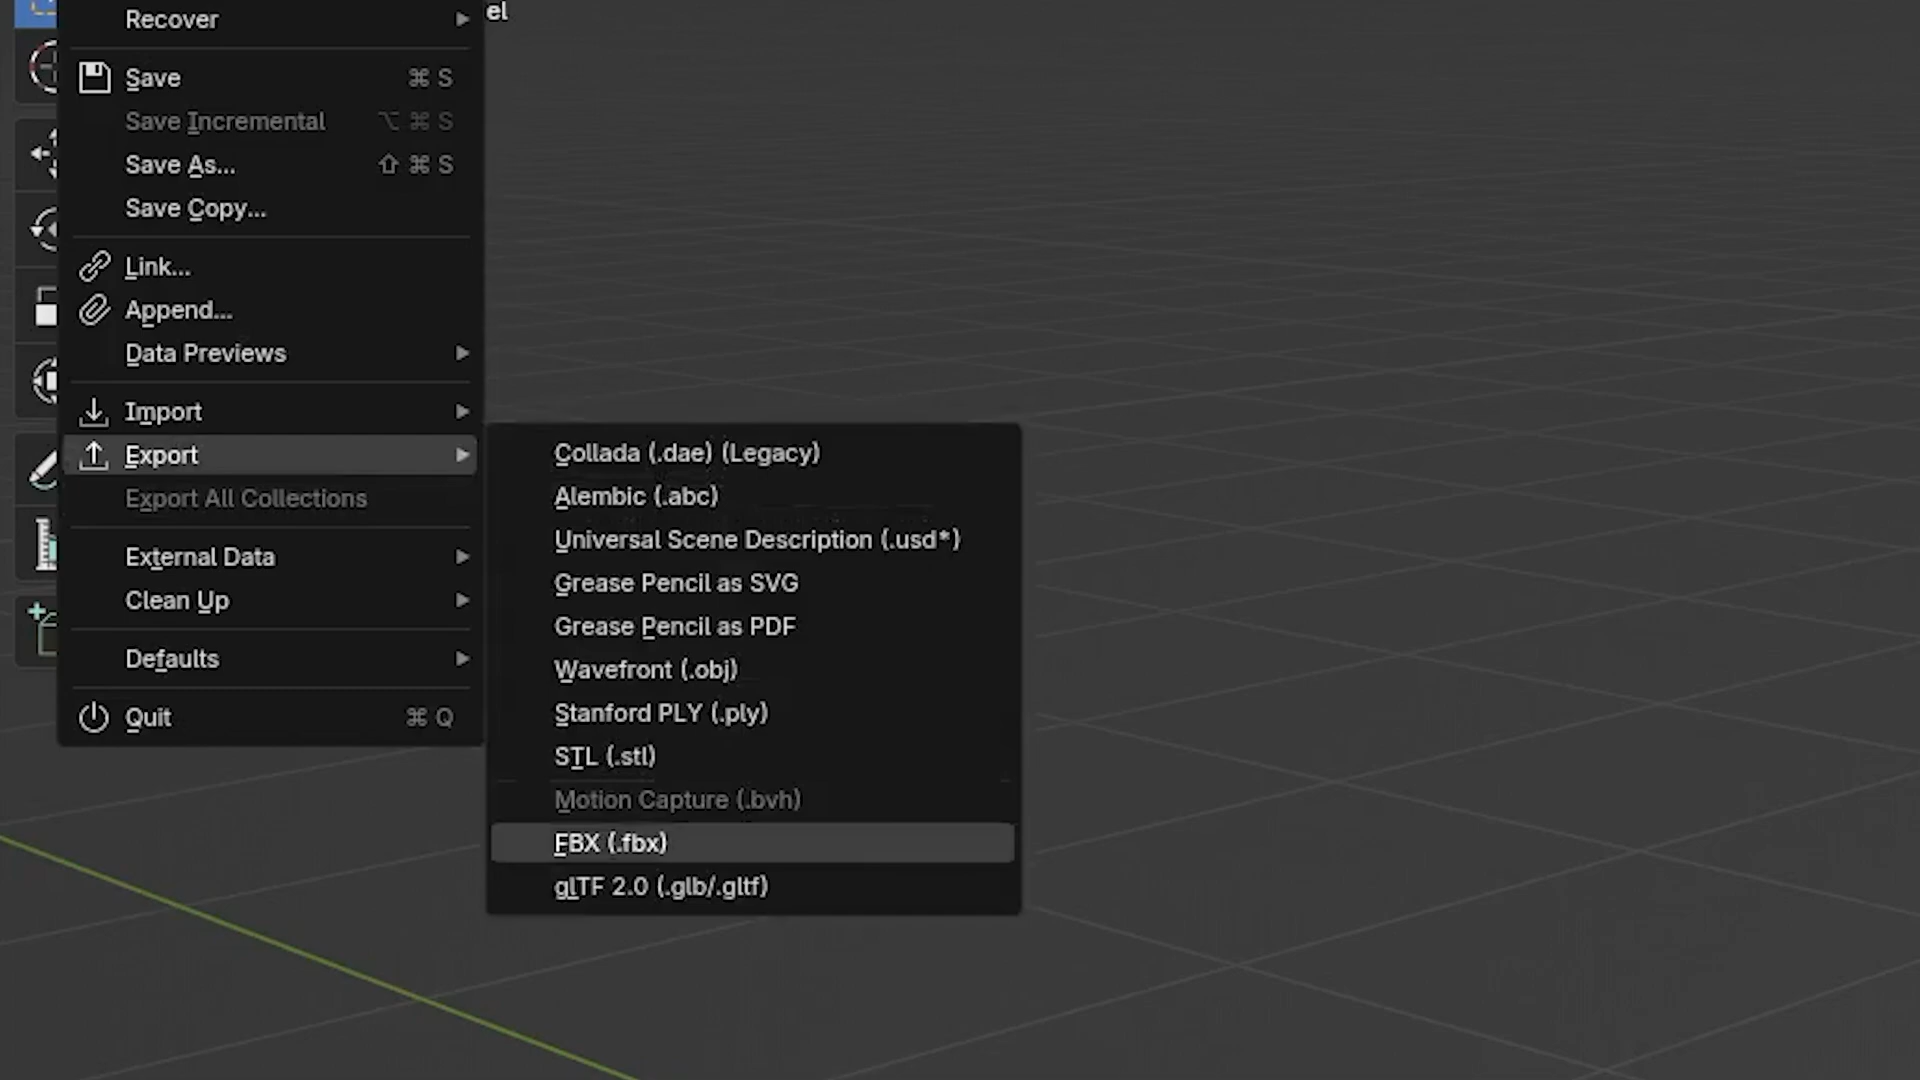 el
Recover
Save ⌘ S
Save Incremental ⌥ ⌘ S
Save As... ⇧ ⌘ S
Save Copy...
Link...
Append...
Data Previews
Import
Export
Export All Collections
External Data
Clean Up
Defaults
Quit ⌘ Q
Collada (.dae) (Legacy)
Alembic (.abc)
Universal Scene Description (.usd*)
Grease Pencil as SVG
Grease Pencil as PDF
Wavefront (.obj)
Stanford PLY (.ply)
STL (.stl)
Motion Capture (.bvh)
FBX (.fbx)
glTF 2.0 (.glb/.gltf)